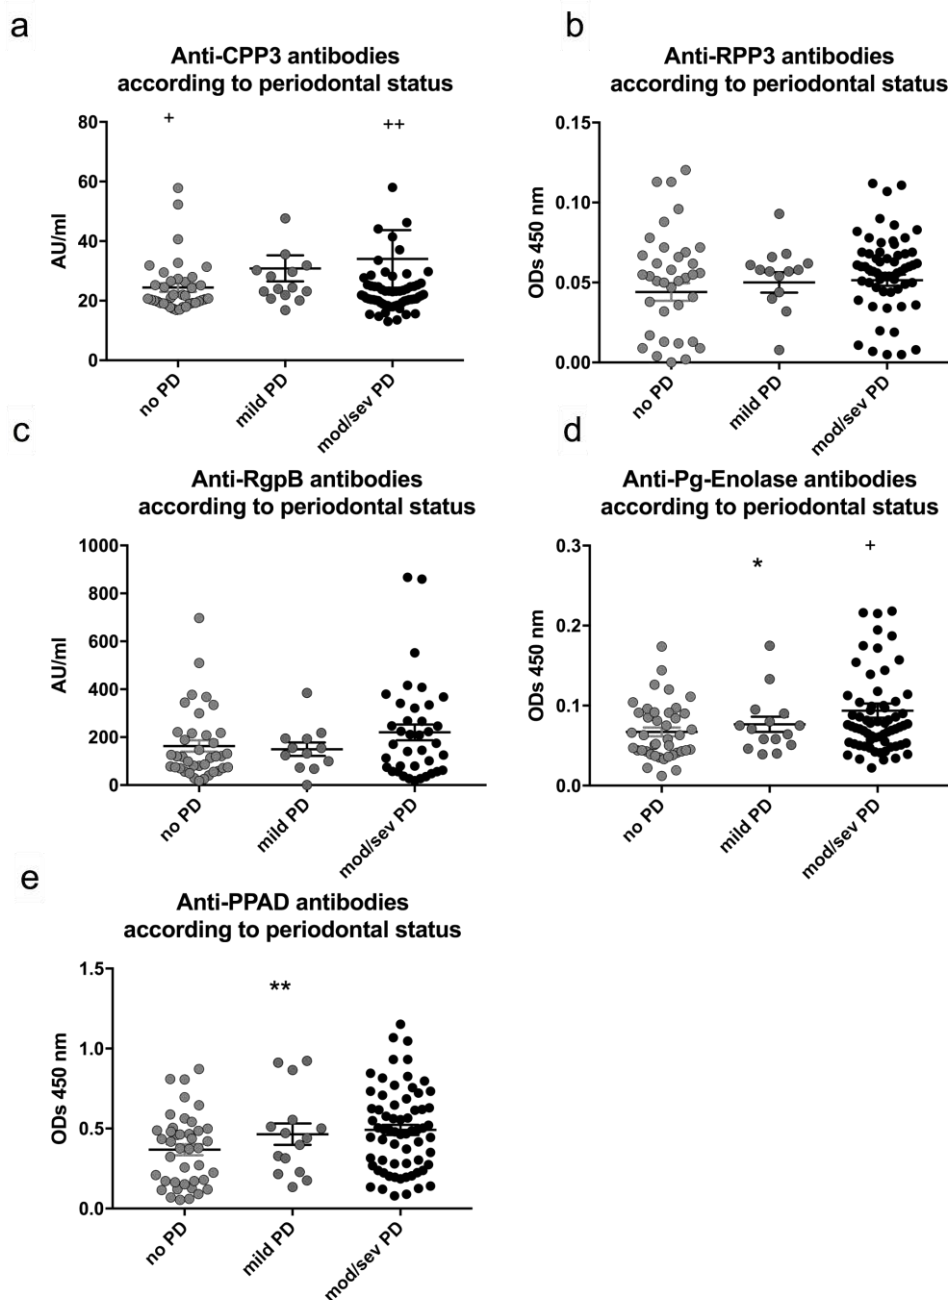 a
Anti-CPP3 antibodies
according to periodontal status
AU/ml
80
60
40
20
0
+
++
no PD
mild PD
mod/sev PD
b
Anti-RPP3 antibodies
according to periodontal status
ODs 450 nm
0.15
0.10
0.05
0.00
no PD
mild PD
mod/sev PD
c
Anti-RgpB antibodies
according to periodontal status
AU/ml
1000
800
600
400
200
0
no PD
mild PD
mod/sev PD
d
Anti-Pg-Enolase antibodies
according to periodontal status
ODs 450 nm
0.3
0.2
0.1
0.0
*
+
no PD
mild PD
mod/sev PD
e
Anti-PPAD antibodies
according to periodontal status
ODs 450 nm
1.5
1.0
0.5
0.0
**
no PD
mild PD
mod/sev PD